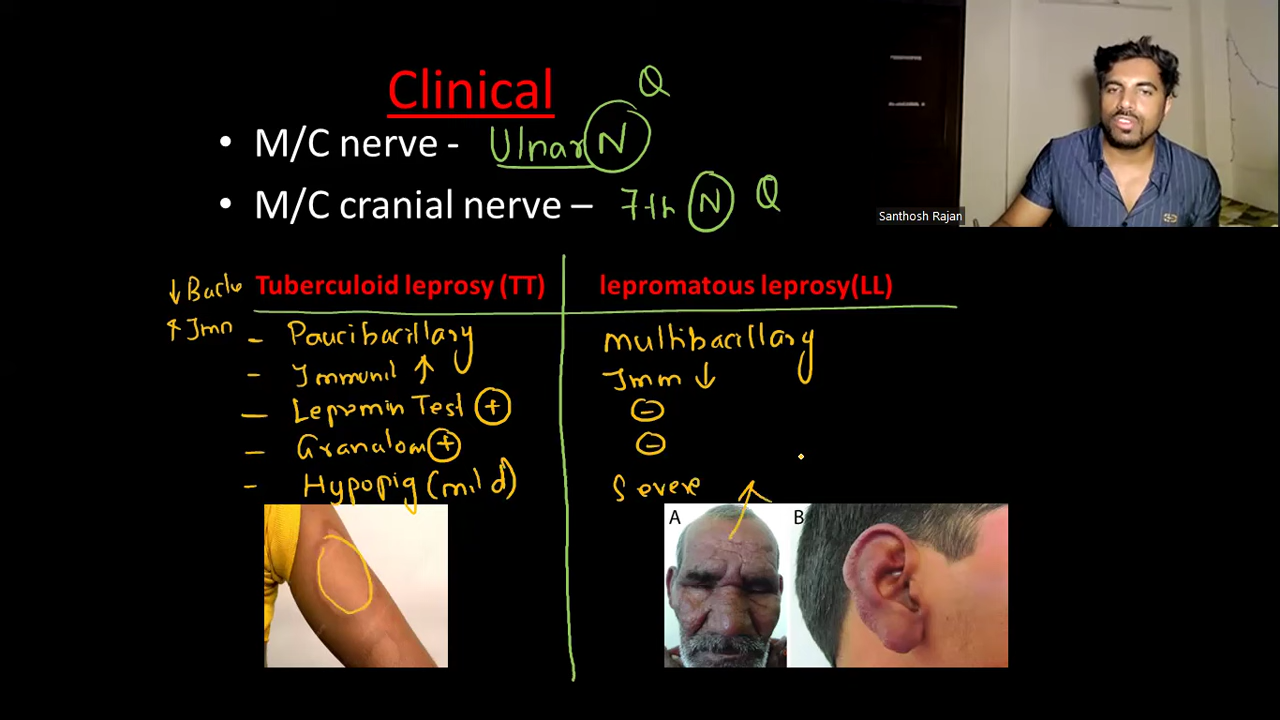 Clinical
Q
• M/C nerve - Ulnar N
• M/C cranial nerve – 7th N Q
Santhosh Rajan
Tuberculoid leprosy (TT)
↑ Imn
- Paucibacillary
- Immunit ↑
- Lepromin Test +
- Granulom +
- Hypopig (mild)
lepromatous leprosy(LL)
multibacillary
Imm ↓
-
-
Severe
A
B